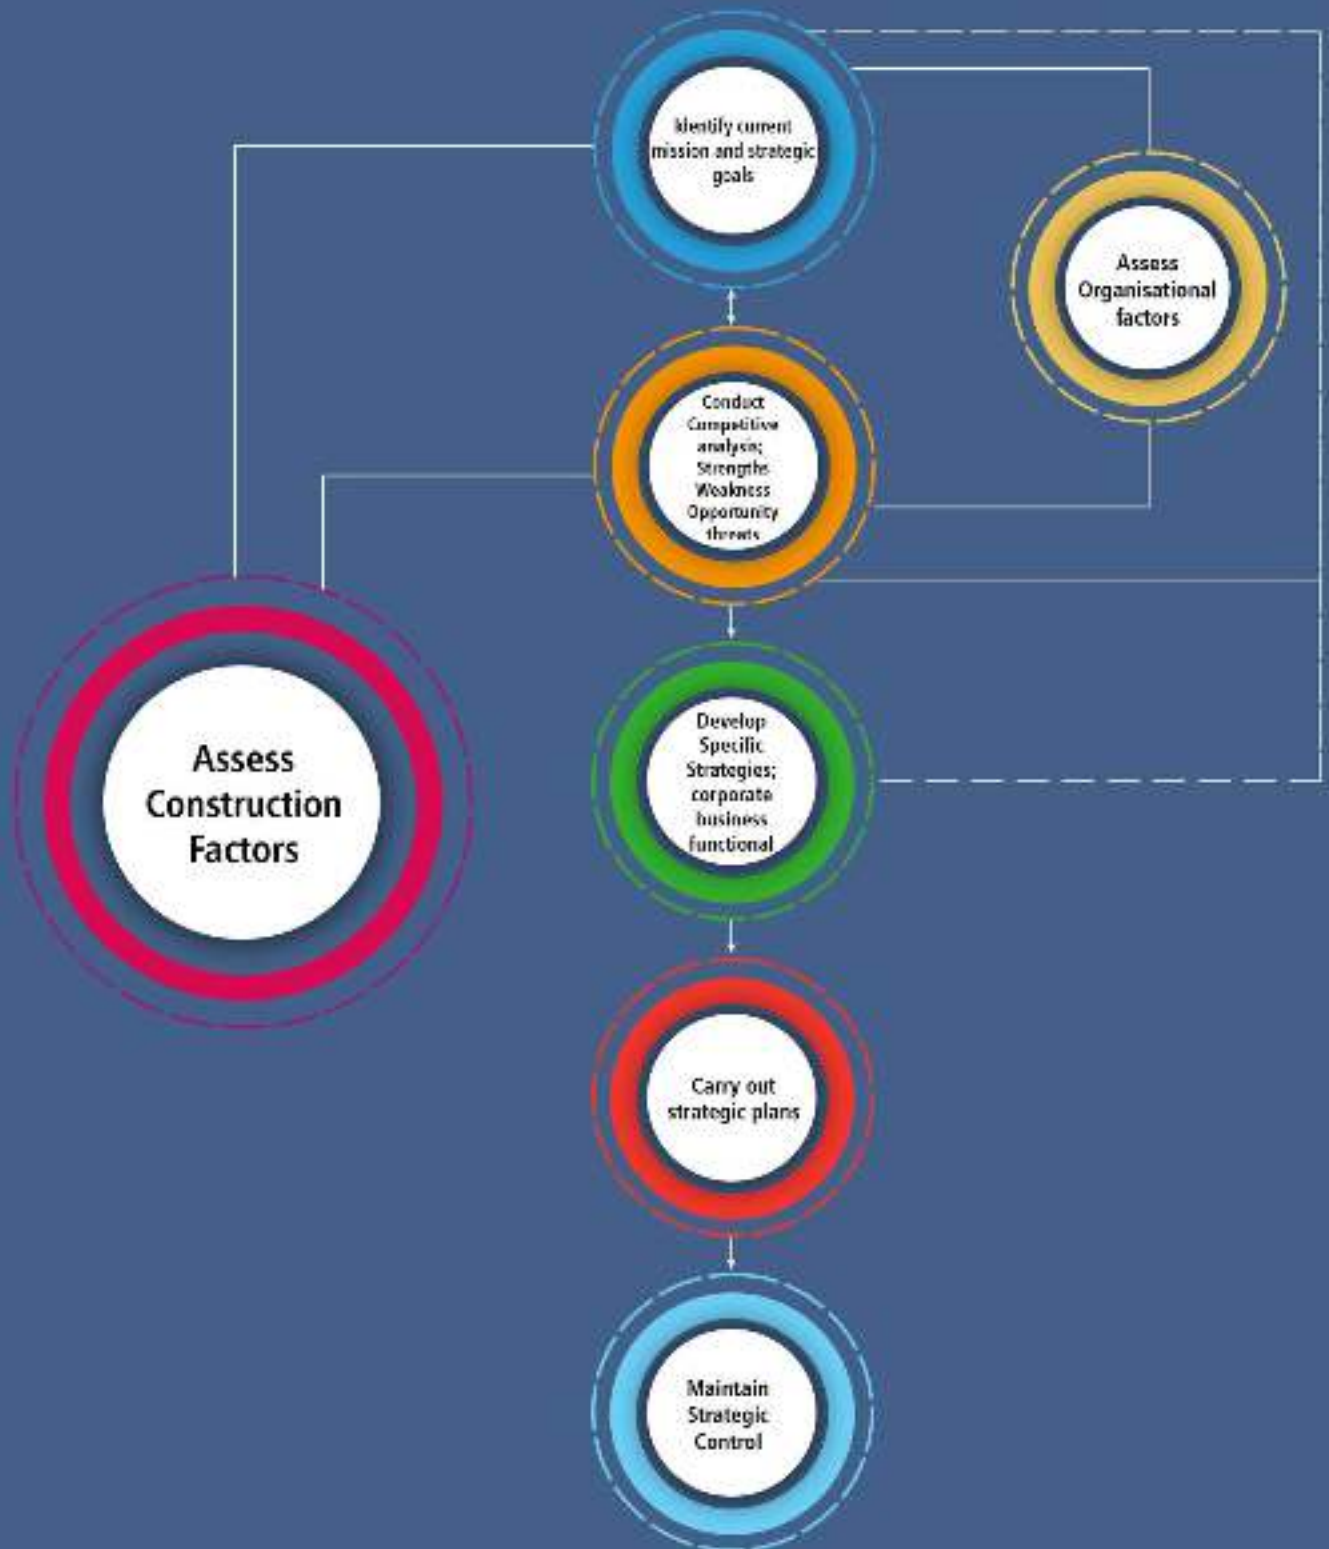 Identify current
mission and strategic
goals
Assess
Organisational
factors
Conduct
Competitive
analysis;
Strengths
Weakness
Opportunity
threats
Develop
Specific
Strategies;
corporate
business
functional
Assess
Construction
Factors
Carry out
strategic plans
Maintain
Strategic
Control